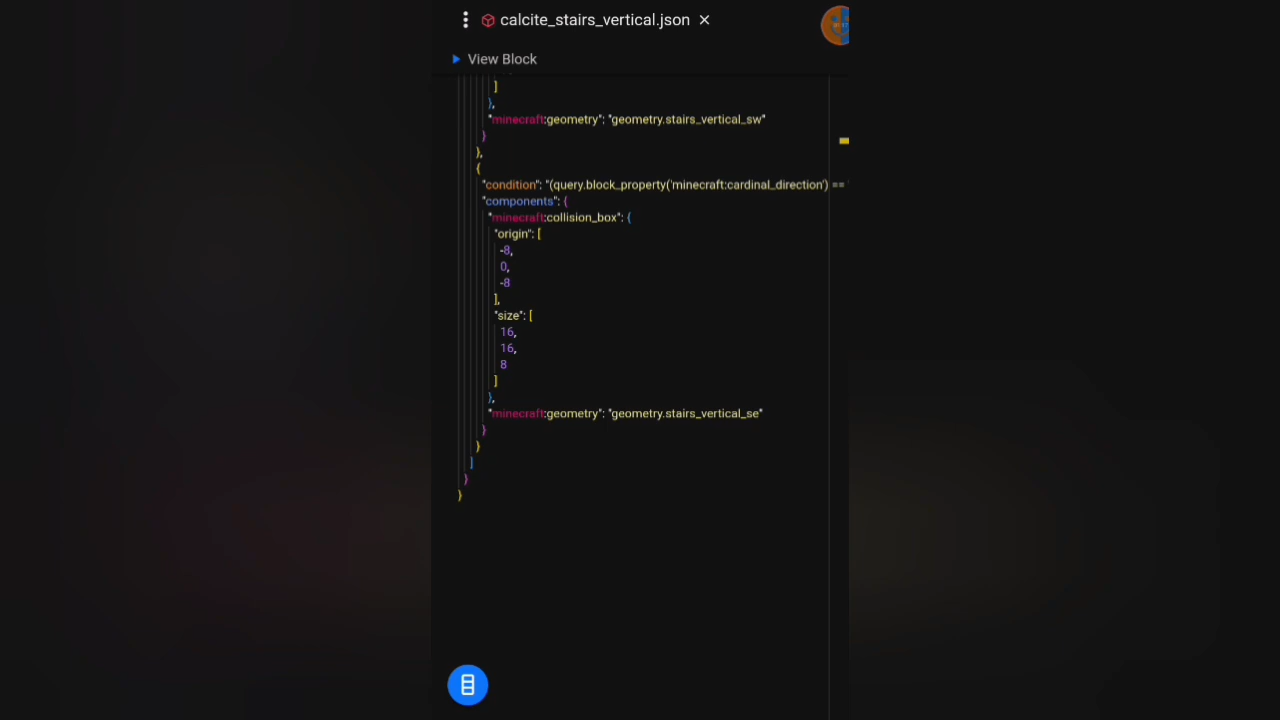 calcite_stairs_vertical.json ×
View Block
]
},
"minecraft:geometry": "geometry.stairs_vertical_sw"
}
},
{
"condition": "(query.block_property('minecraft:cardinal_direction') ==
"components": {
"minecraft:collision_box": {
"origin": [
-8,
0,
-8
],
"size": [
16,
16,
8
]
},
"minecraft:geometry": "geometry.stairs_vertical_se"
}
}
]
}
}